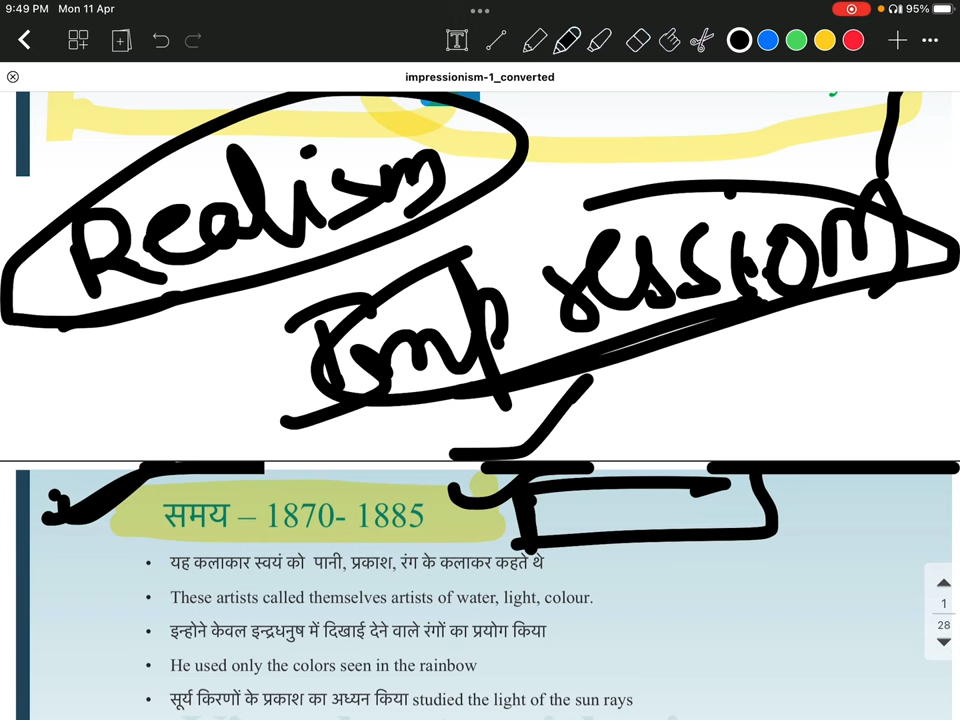 9:49 PM Mon 11 Apr
95%
impressionism-1_converted
Realism
Impression
समय – 1870- 1885
• यह कलाकार स्वयं को पानी, प्रकाश, रंग के कलाकर कहते थे
• These artists called themselves artists of water, light, colour.
• इन्होने केवल इन्द्रधनुष में दिखाई देने वाले रंगों का प्रयोग किया
• He used only the colors seen in the rainbow
• सूर्य किरणों के प्रकाश का अध्यन किया studied the light of the sun rays
1
28